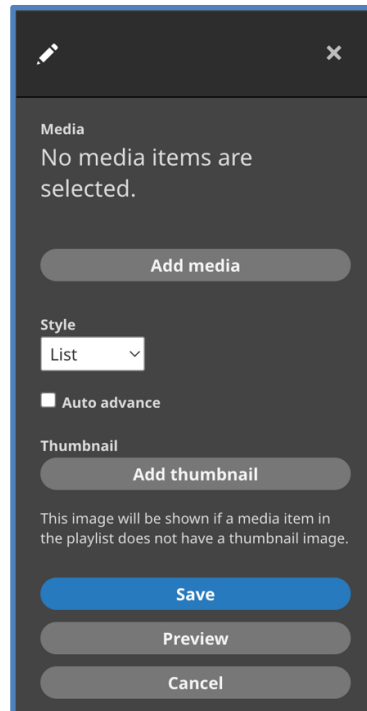 Media
No media items are
selected.
Add media
Style
List
Auto advance
Thumbnail
Add thumbnail
This image will be shown if a media item in
the playlist does not have a thumbnail image.
Save
Preview
Cancel